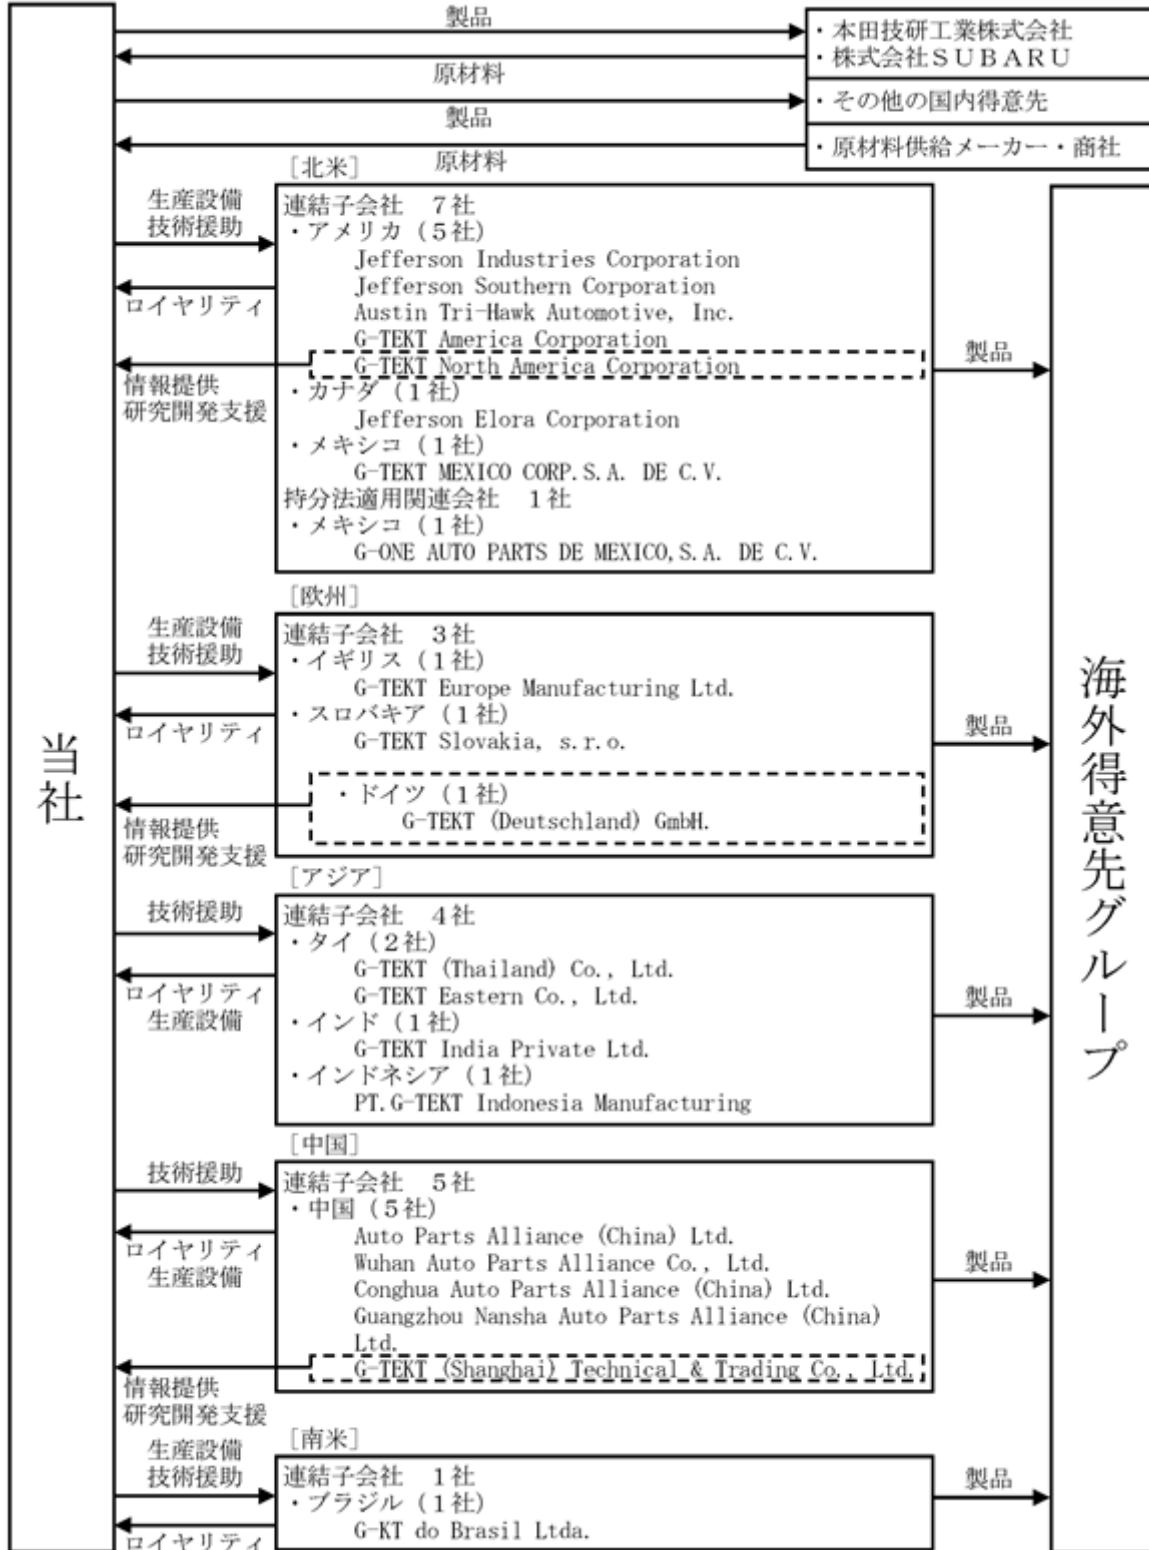 製品
・本田技研工業株式会社
・株式会社ＳＵＢＡＲＵ
原材料
・その他の国内得意先
製品
・原材料供給メーカー・商社
原材料
［北米］
生産設備
技術援助
ロイヤリティ
情報提供
研究開発支援
連結子会社　７社
・アメリカ（５社）
Jefferson Industries Corporation
Jefferson Southern Corporation
Austin Tri-Hawk Automotive, Inc.
G-TEKT America Corporation
G-TEKT North America Corporation
・カナダ（１社）
Jefferson Elora Corporation
・メキシコ（１社）
G-TEKT MEXICO CORP.S.A. DE C.V.
持分法適用関連会社　１社
・メキシコ（１社）
G-ONE AUTO PARTS DE MEXICO,S.A. DE C.V.
製品
［欧州］
生産設備
技術援助
ロイヤリティ
情報提供
研究開発支援
連結子会社　３社
・イギリス（１社）
G-TEKT Europe Manufacturing Ltd.
・スロバキア（１社）
G-TEKT Slovakia, s.r.o.
・ドイツ（１社）
G-TEKT (Deutschland) GmbH.
製品
当社
海外得意先グループ
［アジア］
技術援助
ロイヤリティ
生産設備
連結子会社　４社
・タイ（２社）
G-TEKT (Thailand) Co., Ltd.
G-TEKT Eastern Co., Ltd.
・インド（１社）
G-TEKT India Private Ltd.
・インドネシア（１社）
PT.G-TEKT Indonesia Manufacturing
製品
［中国］
技術援助
ロイヤリティ
生産設備
情報提供
研究開発支援
連結子会社　５社
・中国（５社）
Auto Parts Alliance (China) Ltd.
Wuhan Auto Parts Alliance Co., Ltd.
Conghua Auto Parts Alliance (China) Ltd.
Guangzhou Nansha Auto Parts Alliance (China)
Ltd.
G-TEKT (Shanghai) Technical & Trading Co., Ltd.
製品
［南米］
生産設備
技術援助
ロイヤリティ
連結子会社　１社
・ブラジル（１社）
G-KT do Brasil Ltda.
製品